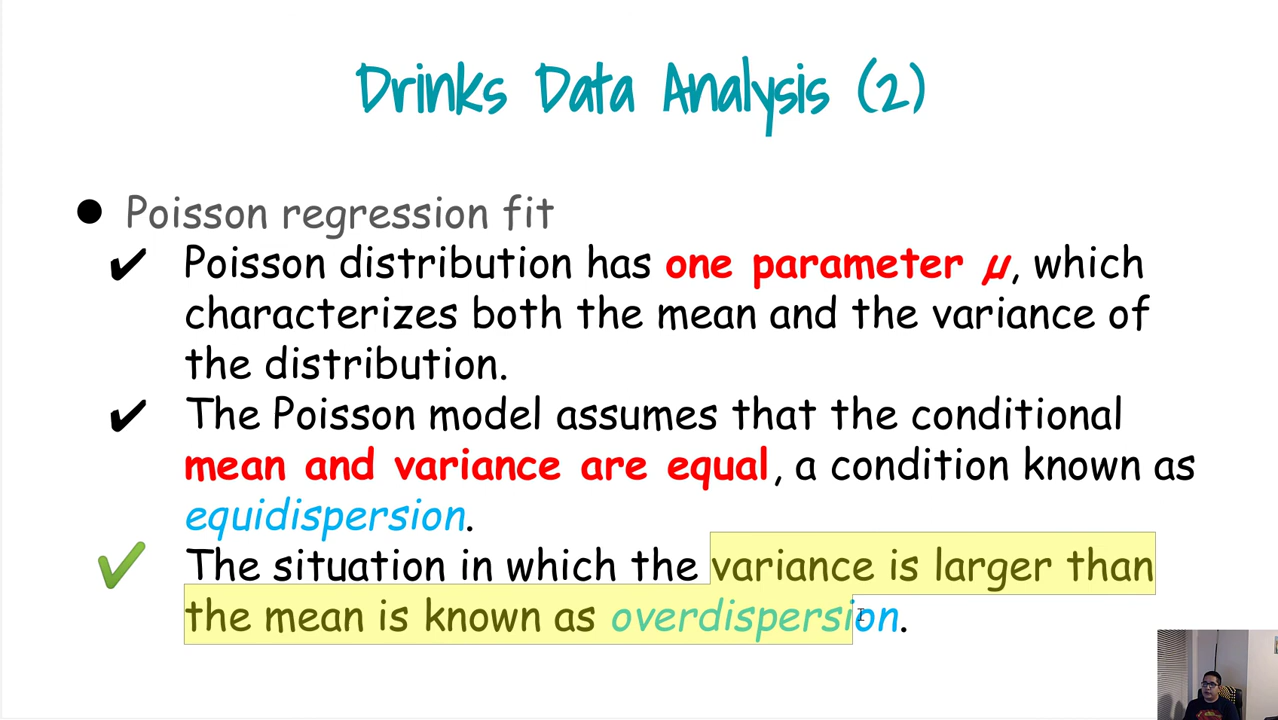 Drinks Data Analysis (2)
● Poisson regression fit
✔ Poisson distribution has one parameter μ, which
characterizes both the mean and the variance of
the distribution.
✔ The Poisson model assumes that the conditional
mean and variance are equal, a condition known as
equidispersion.
✔ The situation in which the variance is larger than
the mean is known as overdispersion.